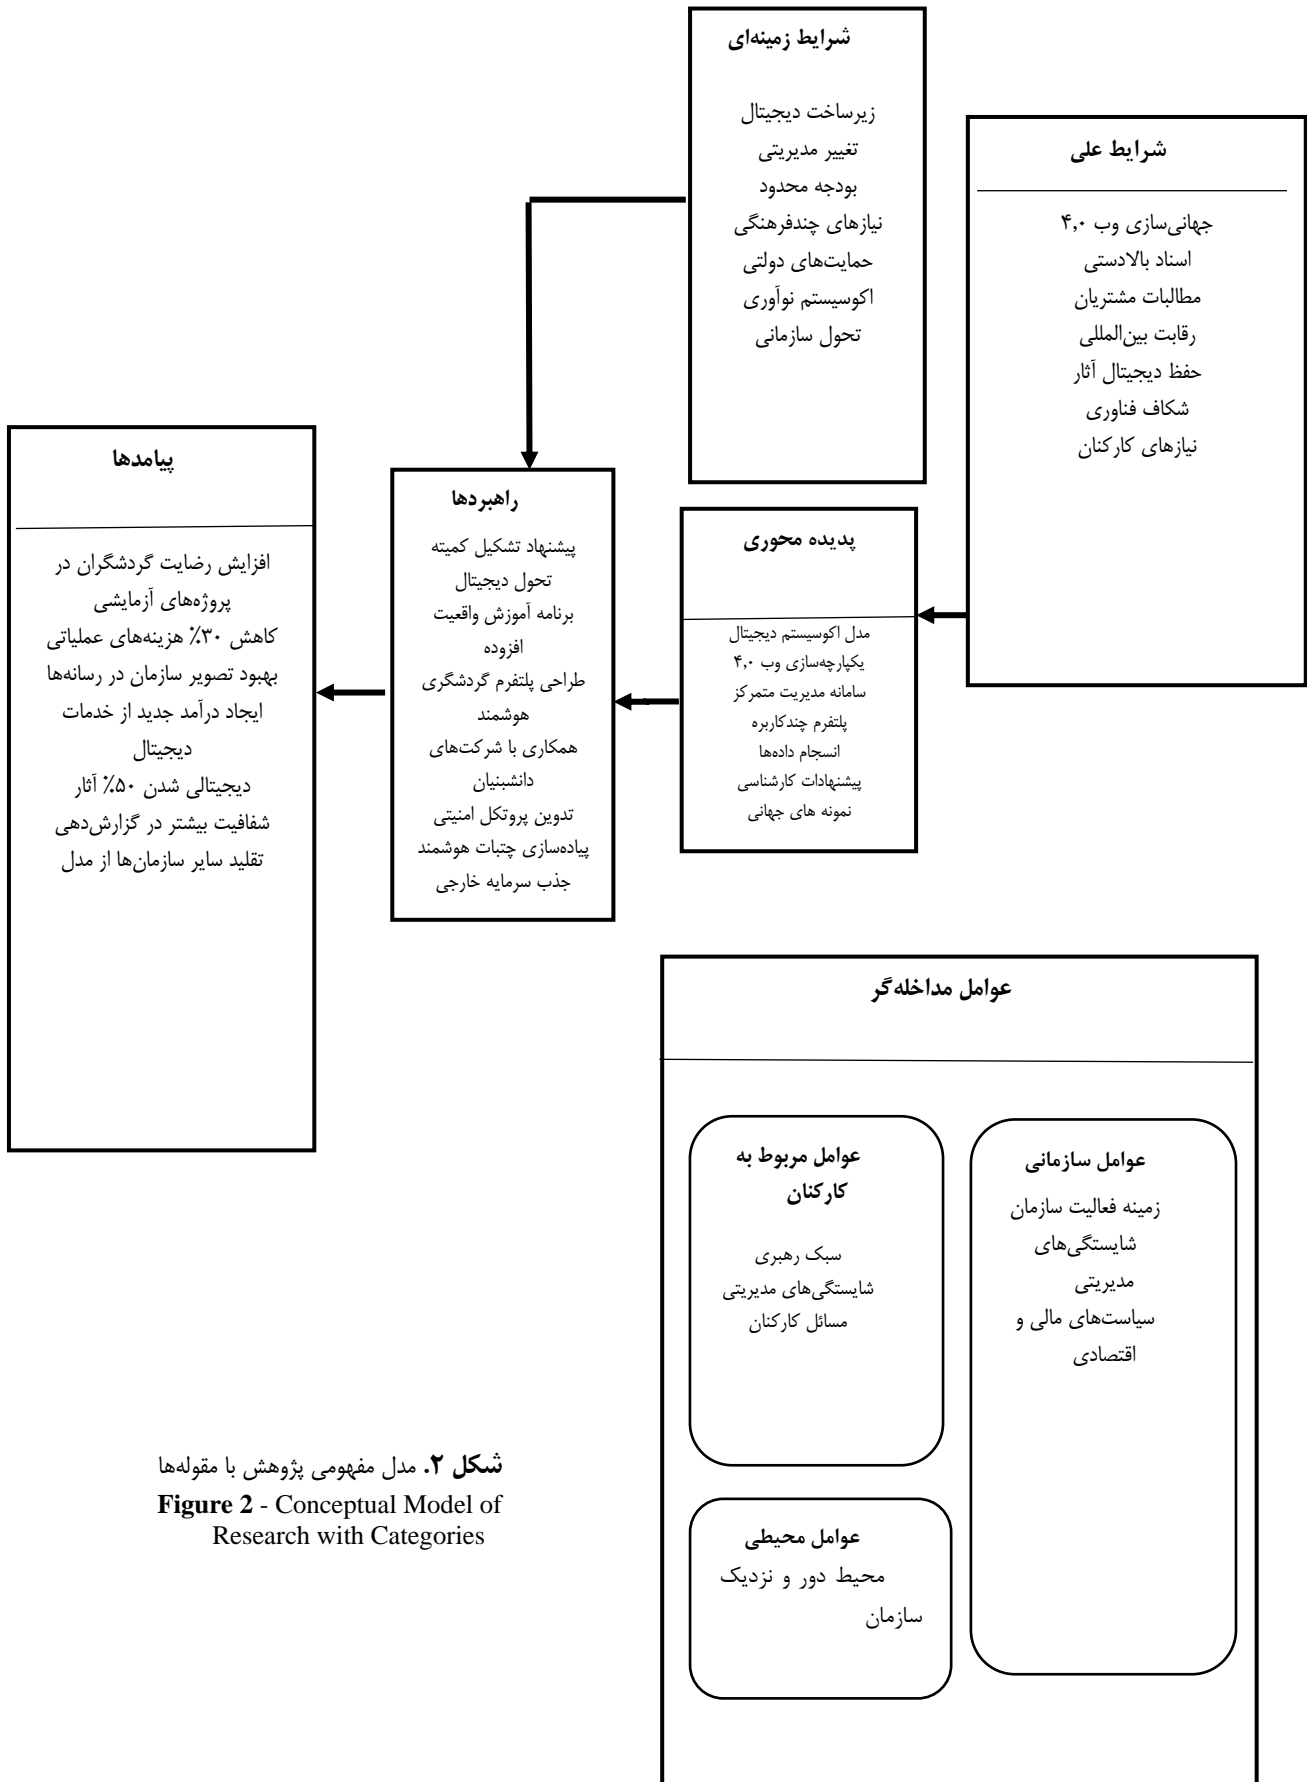 شرایط زمینه‌ای
زیرساخت دیجیتال
تغییر مدیریتی
بودجه محدود
نیازهای چندفرهنگی
حمایت‌های دولتی
اکوسیستم نوآوری
تحول سازمانی
شرایط علی
جهانی‌سازی وب ۴,۰
اسناد بالادستی
مطالبات مشتریان
رقابت بین‌المللی
حفظ دیجیتال آثار
شکاف فناوری
نیازهای کارکنان
پدیده محوری
مدل اکوسیستم دیجیتال
یکپارچه‌سازی وب ۴,۰
سامانه مدیریت متمرکز
پلتفرم چندکاربره
انسجام داده‌ها
پیشنهادات کارشناسی
نمونه های جهانی
راهبردها
پیشنهاد تشکیل کمیته
تحول دیجیتال
برنامه آموزش واقعیت
افزوده
طراحی پلتفرم گردشگری
هوشمند
همکاری با شرکت‌های
دانشبنیان
تدوین پروتکل امنیتی
پیاده‌سازی چتبات هوشمند
جذب سرمایه خارجی
پیامدها
افزایش رضایت گردشگران در
پروژه‌های آزمایشی
کاهش ۳۰٪ هزینه‌های عملیاتی
بهبود تصویر سازمان در رسانه‌ها
ایجاد درآمد جدید از خدمات
دیجیتال
دیجیتالی شدن ۵۰٪ آثار
شفافیت بیشتر در گزارش‌دهی
تقلید سایر سازمان‌ها از مدل
عوامل مداخله‌گر
عوامل سازمانی
زمینه فعالیت سازمان
شایستگی‌های
مدیریتی
سیاست‌های مالی و
اقتصادی
عوامل مربوط به
کارکنان
سبک رهبری
شایستگی‌های مدیریتی
مسائل کارکنان
عوامل محیطی
محیط دور و نزدیک
سازمان
شکل ۲. مدل مفهومی پژوهش با مقوله‌ها
Figure 2 - Conceptual Model of
Research with Categories